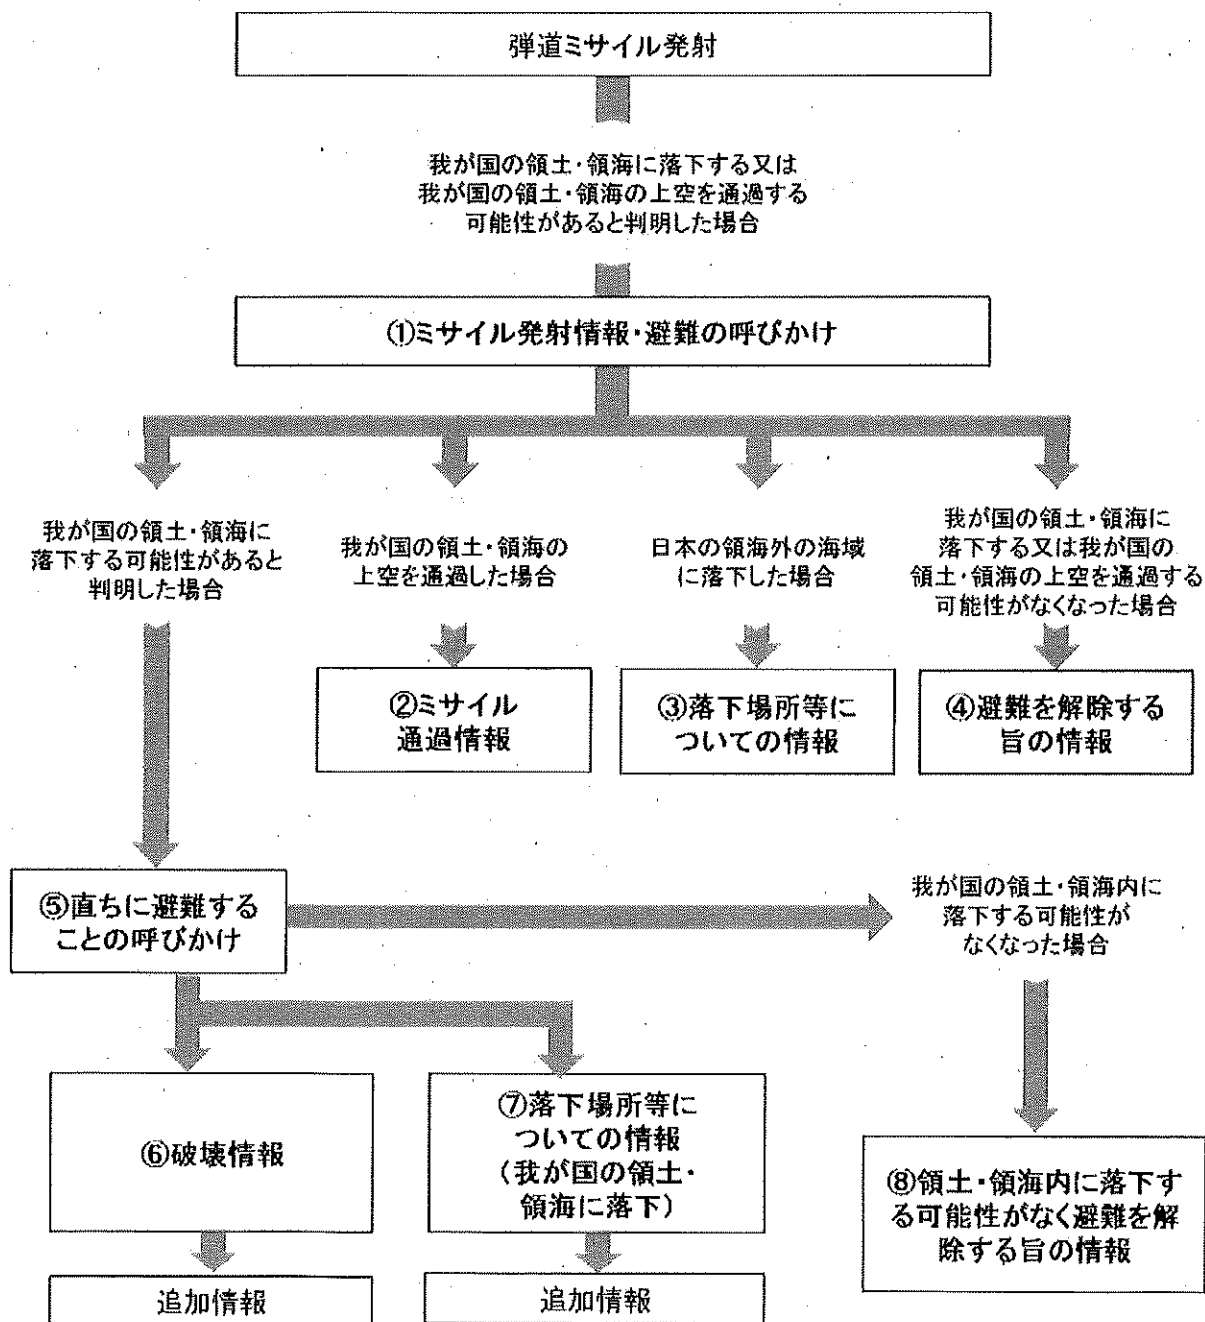 弾道ミサイル発射
我が国の領土・領海に落下する又は
我が国の領土・領海の上空を通過する
可能性があると判明した場合
①ミサイル発射情報・避難の呼びかけ
我が国の領土・領海に
落下する可能性があると
判明した場合
我が国の領土・領海の
上空を通過した場合
日本の領海外の海域
に落下した場合
我が国の領土・領海に
落下する又は我が国の
領土・領海の上空を通過する
可能性がなくなった場合
②ミサイル
通過情報
③落下場所等に
ついての情報
④避難を解除する
旨の情報
⑤直ちに避難する
ことの呼びかけ
我が国の領土・領海内に
落下する可能性が
なくなった場合
⑥破壊情報
⑦落下場所等に
ついての情報
(我が国の領土・
領海に落下)
⑧領土・領海内に落下す
る可能性がなく避難を解
除する旨の情報
追加情報
追加情報